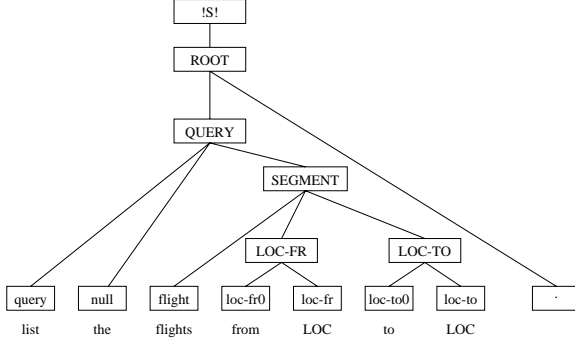 !S!
ROOT
QUERY
SEGMENT
LOC-FR LOC-TO
query null flight loc-fr0 loc-fr loc-to0 loc-to .
list the flights from LOC to LOC